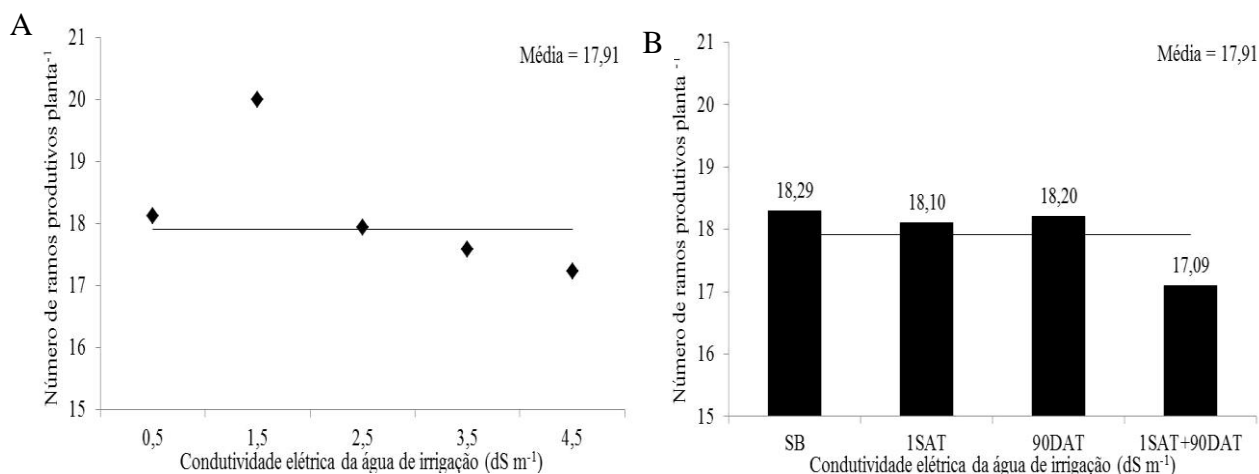 A
Número de ramos produtivos planta⁻¹
21
20
19
18
17
16
15
Média = 17,91
0,5 1,5 2,5 3,5 4,5
Condutividade elétrica da água de irrigação (dS m⁻¹)
B
Número de ramos produtivos planta ⁻¹
21
20
19
18
17
16
15
Média = 17,91
18,29
18,10
18,20
17,09
SB 1SAT 90DAT 1SAT+90DAT
Condutividade elétrica da água de irrigação (dS m⁻¹)